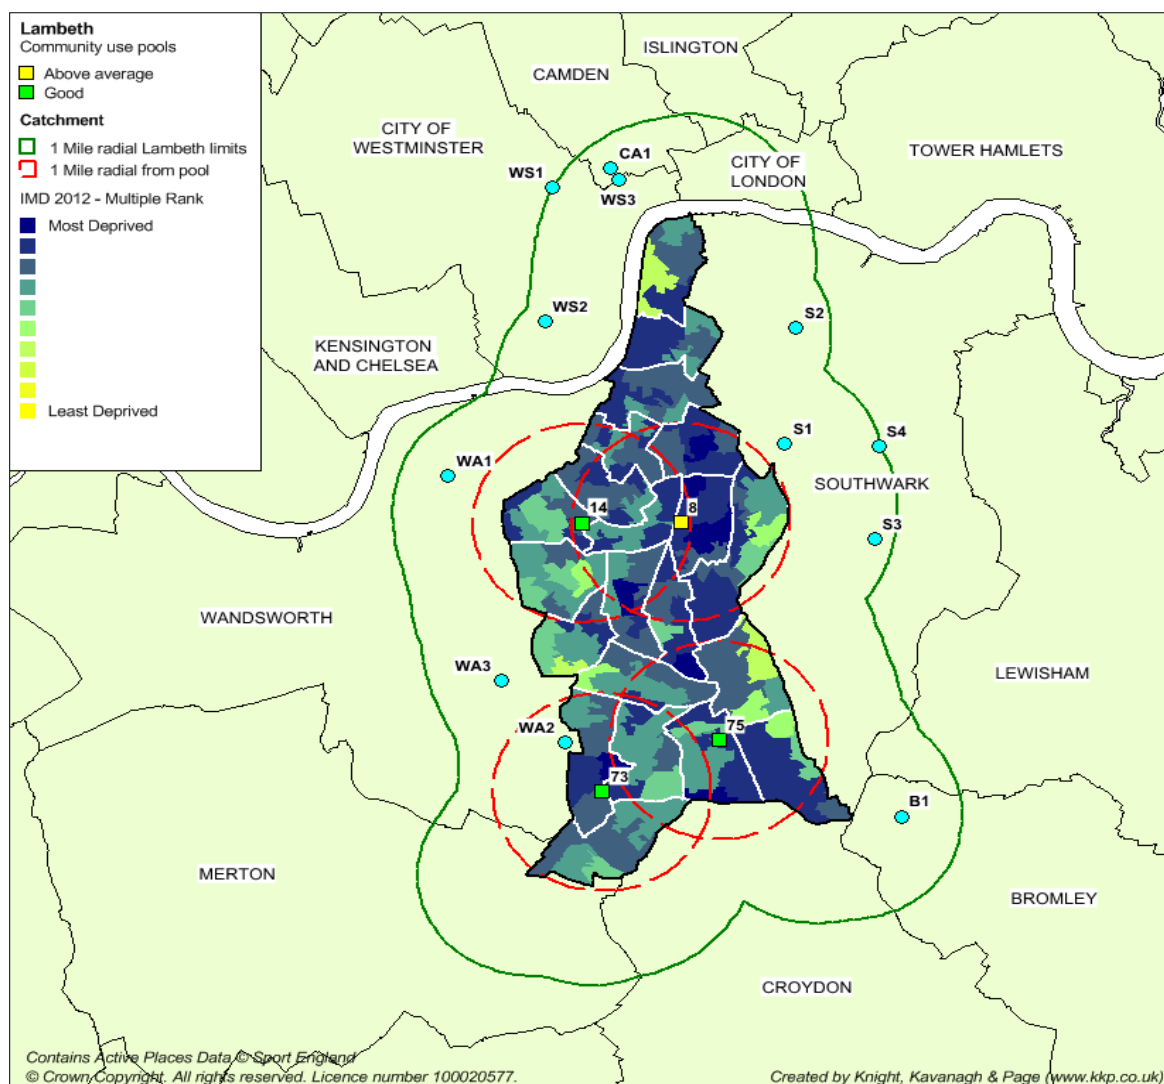 Lambeth
Community use pools
Above average
Good
Catchment
1 Mile radial Lambeth limits
1 Mile radial from pool
IMD 2012 - Multiple Rank
Most Deprived
Least Deprived
ISLINGTON
CAMDEN
CITY OF
WESTMINSTER
CA1
WS1
WS3
CITY OF
LONDON
TOWER HAMLETS
WS2
S2
KENSINGTON
AND CHELSEA
S1
S4
WA1
SOUTHWARK
14
8
S3
WANDSWORTH
LEWISHAM
WA3
WA2
75
73
B1
MERTON
BROMLEY
CROYDON
Contains Active Places Data © Sport England
© Crown Copyright. All rights reserved. Licence number 100020577.
Created by Knight, Kavanagh & Page (www.kkp.co.uk)